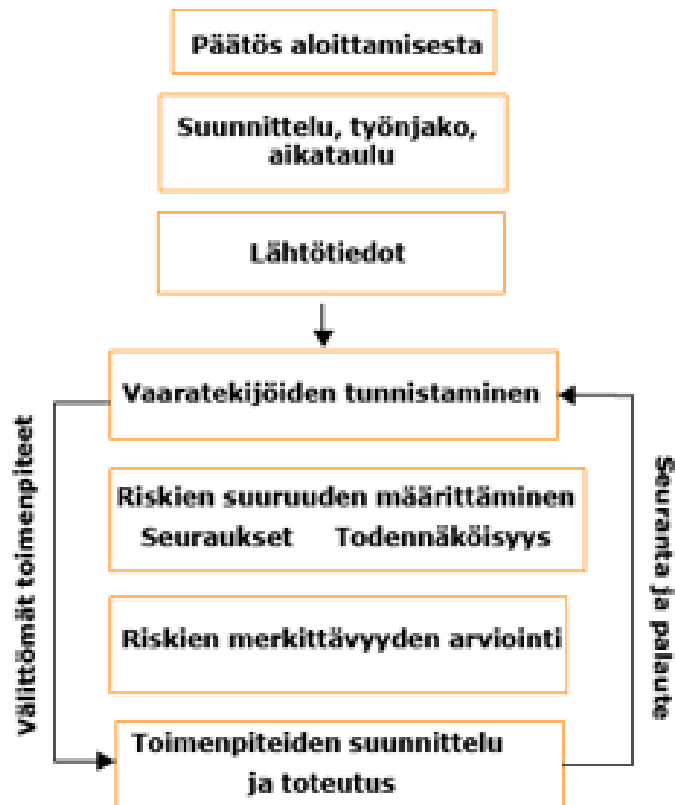 Päätös aloittamisesta
Suunnittelu, työnjako,
aikataulu
Lähtötiedot
Vaaratekijöiden tunnistaminen
Riskien suuruuden määrittäminen
Seuraukset Todennäköisyys
Riskien merkittävyyden arviointi
Toimenpiteiden suunnittelu
ja toteutus
Välittömät toimenpiteet
Seuranta ja palaute